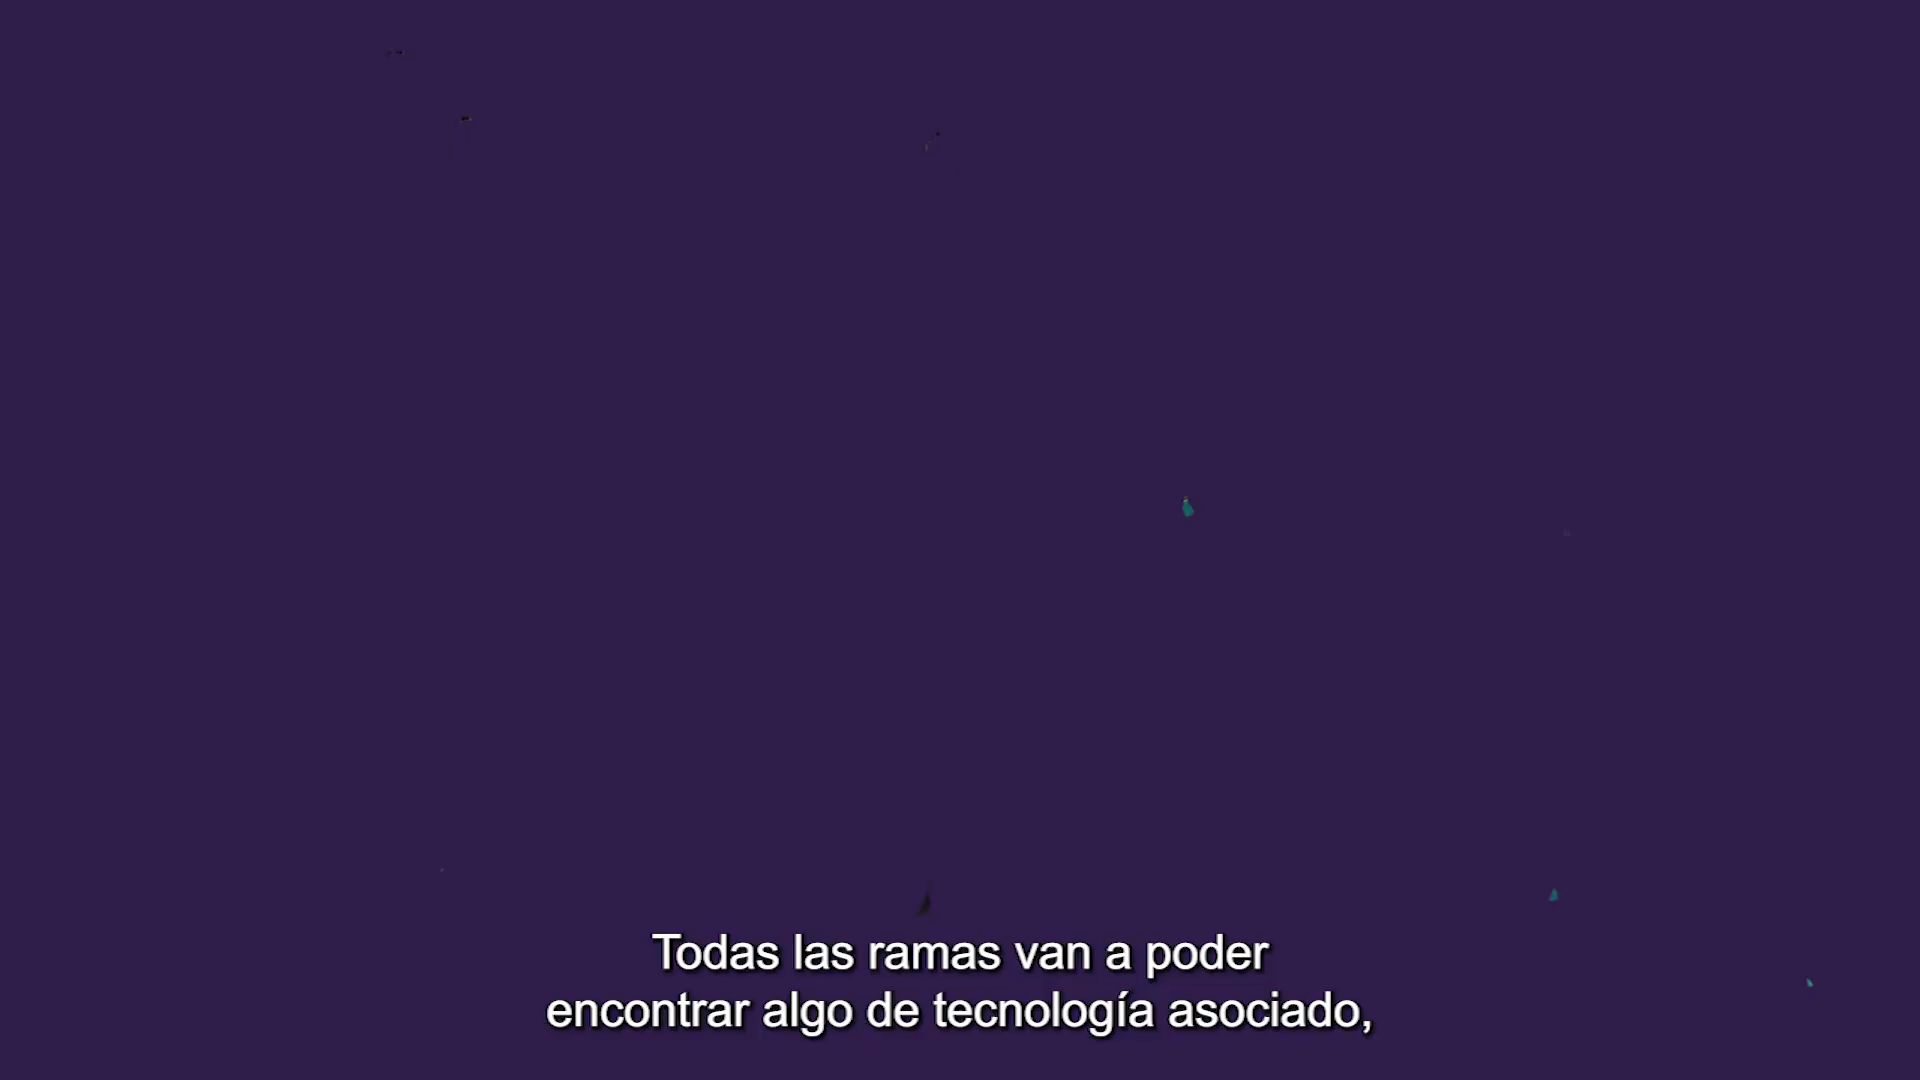 Todas las ramas van a poder
encontrar algo de tecnología asociado,